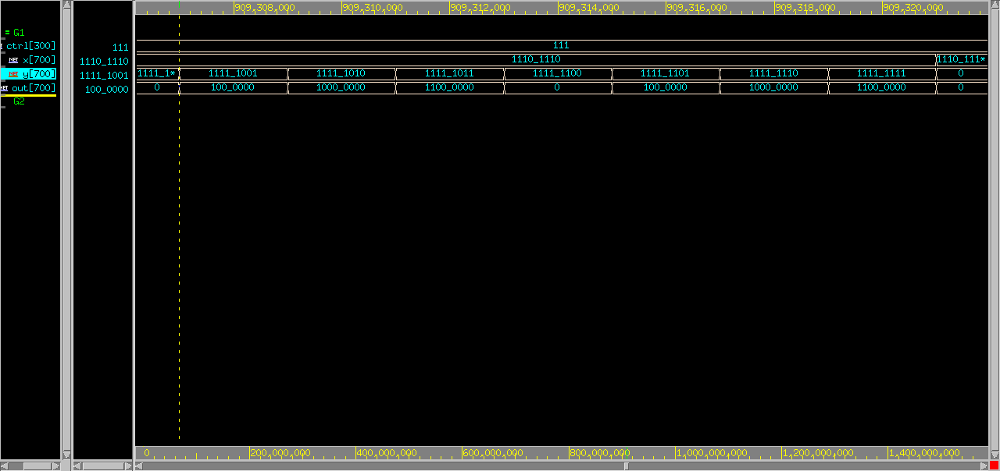 909,308,000 909,310,000 909,312,000 909,314,000 909,316,000 909,318,000 909,320,000
= G1
ctrl[300] 111 111
NET x[700] 1110_1110 1110_1110 1110_111*
NET y[700] 1111_1001 1111_1* 1111_1001 1111_1010 1111_1011 1111_1100 1111_1101 1111_1110 1111_1111 0
NET out[700] 100_0000 0 100_0000 1000_0000 1100_0000 0 100_0000 1000_0000 1100_0000 0
G2
0 200,000,000 400,000,000 600,000,000 800,000,000 1,000,000,000 1,200,000,000 1,400,000,000